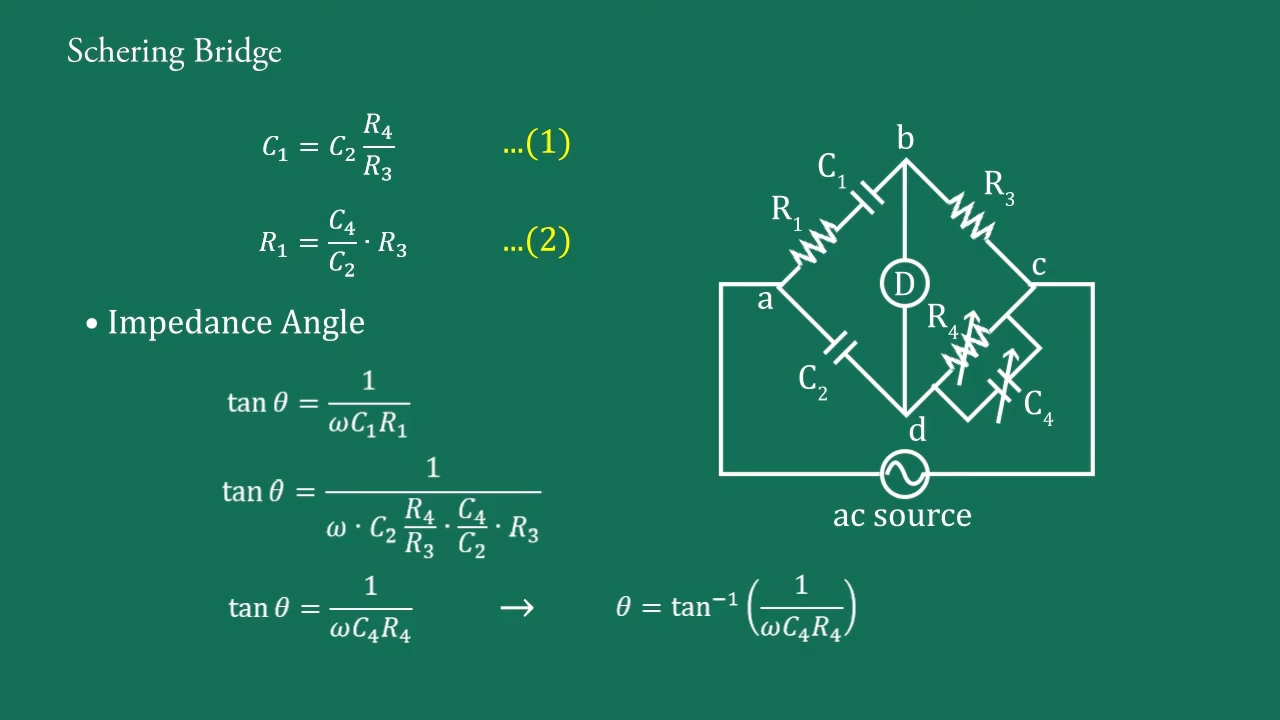 Schering Bridge
C₁ = C₂ R₄/R₃ ...(1)
R₁ = C₄/C₂ · R₃ ...(2)
• Impedance Angle
tan θ = 1/(ωC₁R₁)
tan θ = 1/(ω · C₂ R₄/R₃ · C₄/C₂ · R₃)
tan θ = 1/(ωC₄R₄) → θ = tan⁻¹(1/(ωC₄R₄))
b
C₁
R₃
R₁
c
a
D
R₄
C₂
C₄
d
ac source